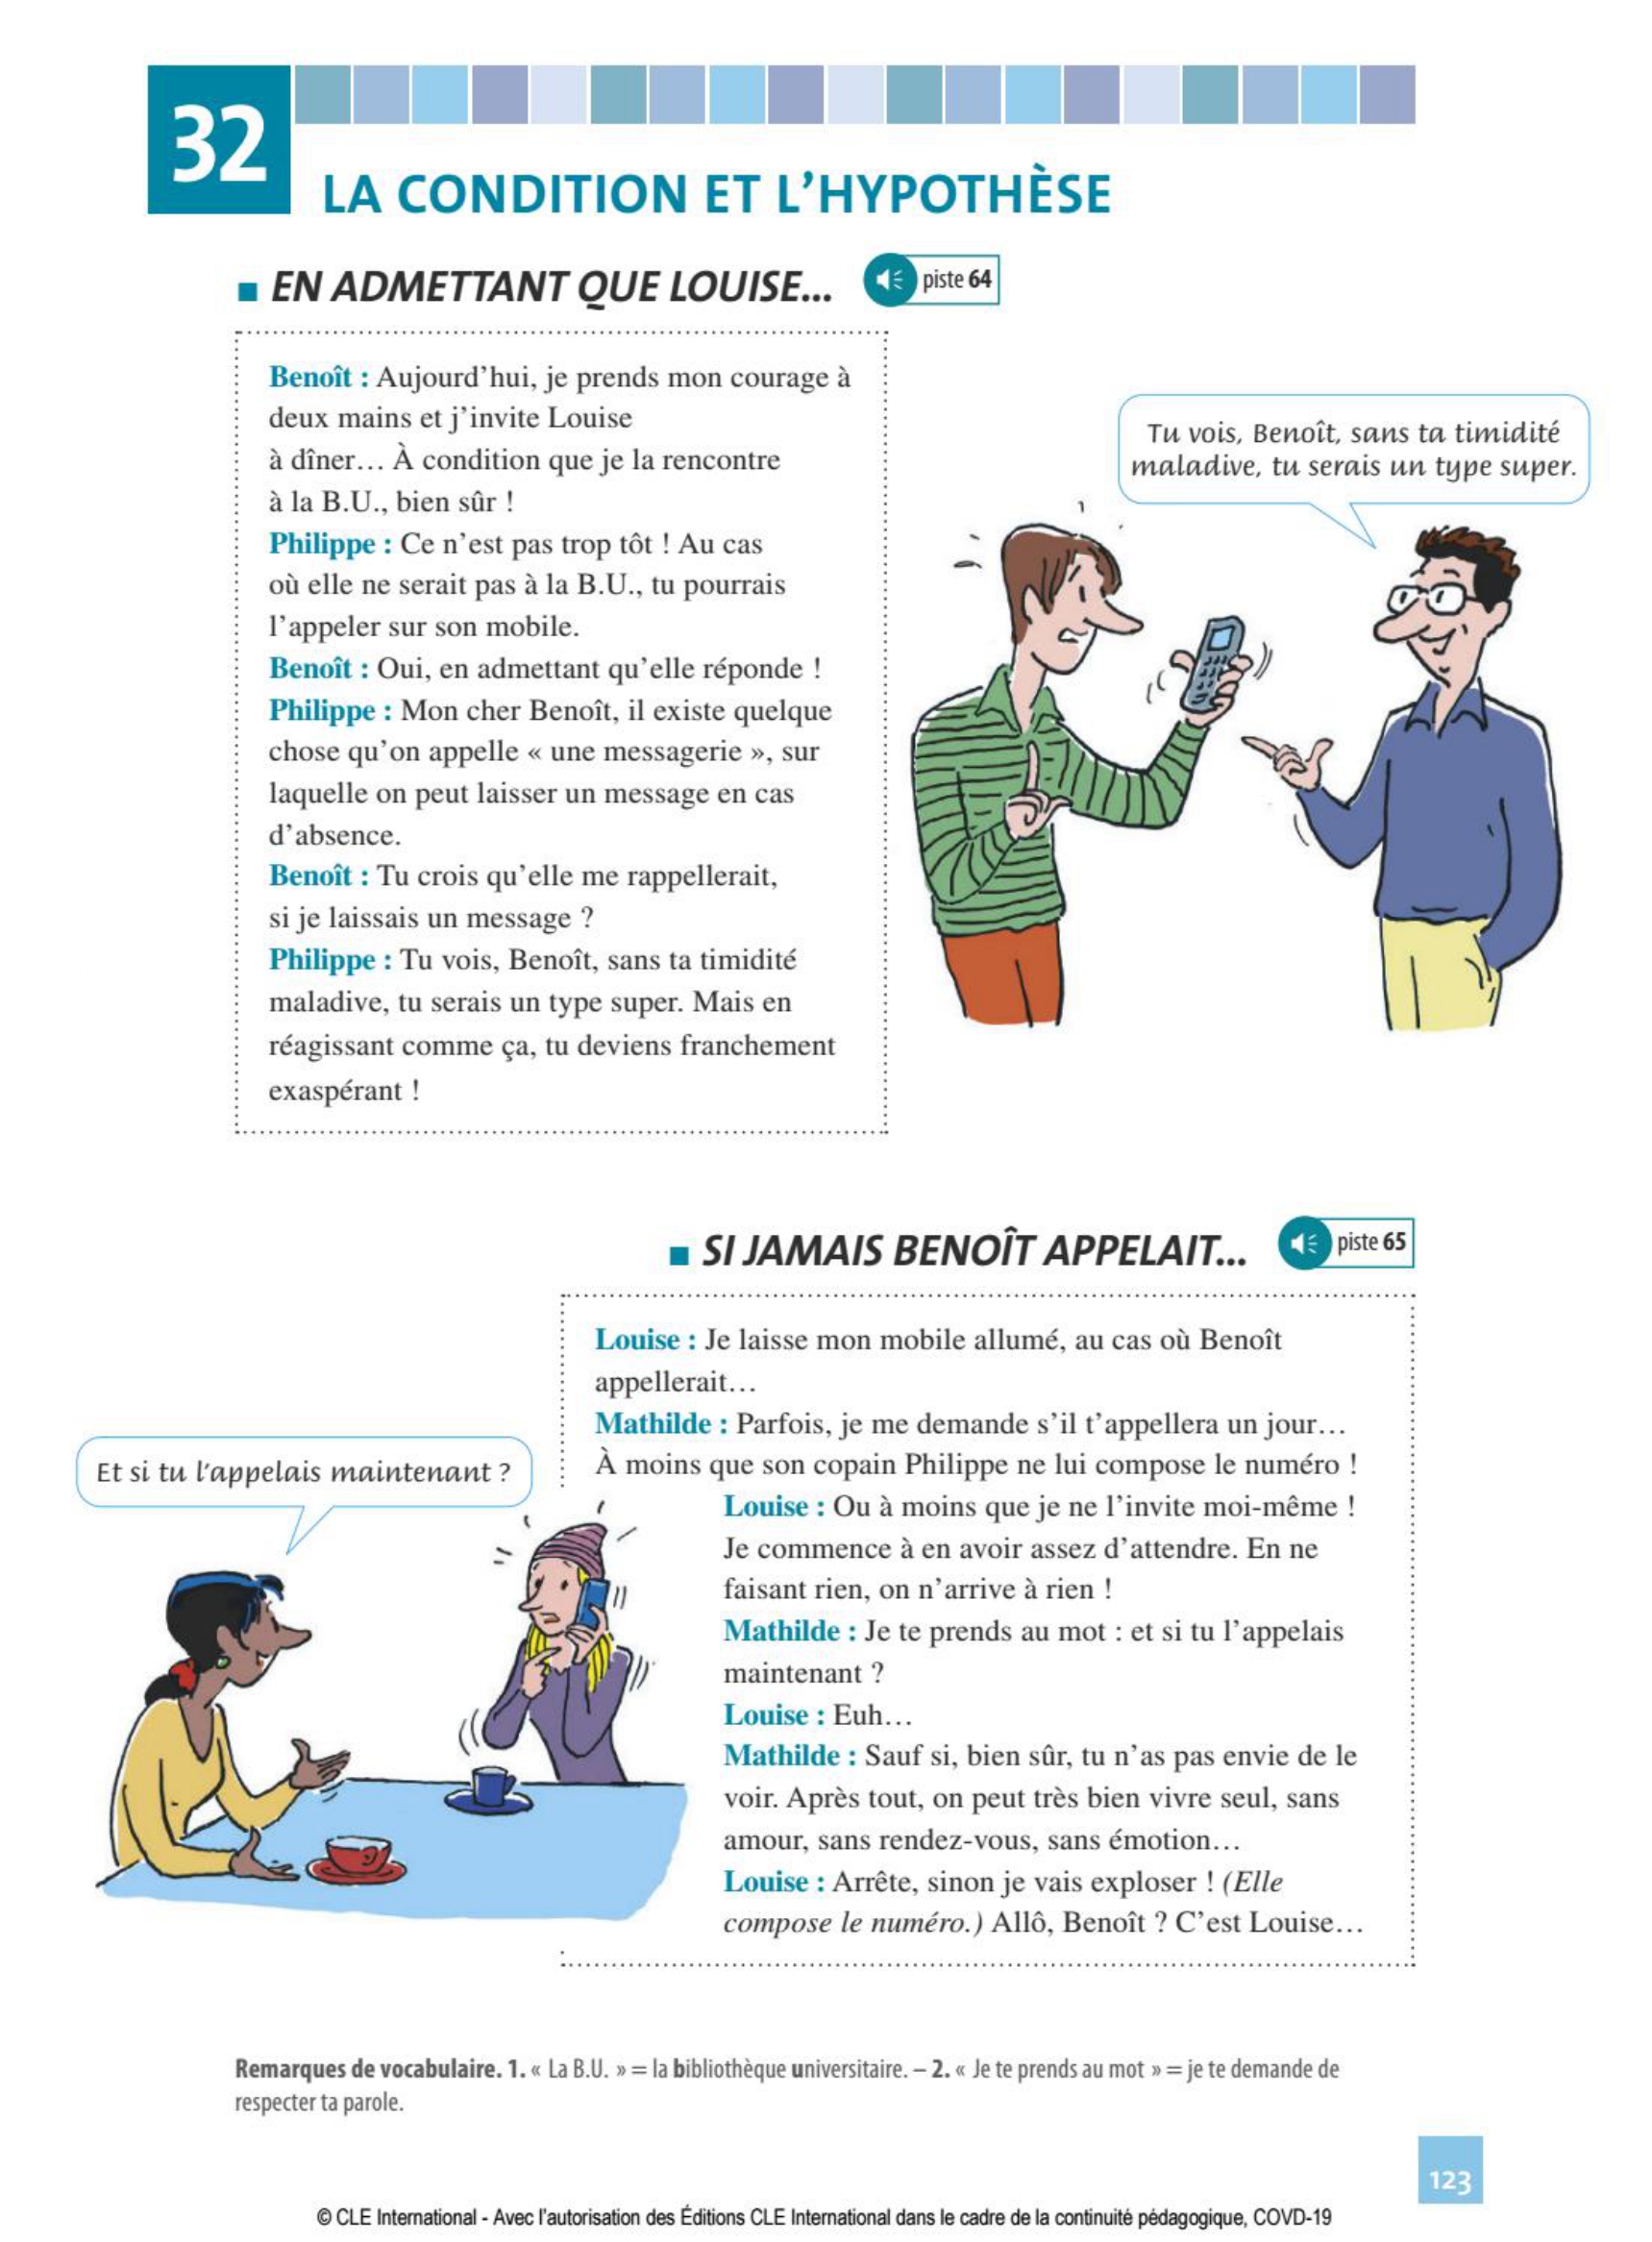 32
LA CONDITION ET L'HYPOTHÈSE
EN ADMETTANT QUE LOUISE...
piste 64
Benoît : Aujourd'hui, je prends mon courage à
deux mains et j'invite Louise
à dîner… À condition que je la rencontre
à la B.U., bien sûr !
Philippe : Ce n'est pas trop tôt ! Au cas
où elle ne serait pas à la B.U., tu pourrais
l'appeler sur son mobile.
Benoît : Oui, en admettant qu'elle réponde !
Philippe : Mon cher Benoît, il existe quelque
chose qu'on appelle « une messagerie », sur
laquelle on peut laisser un message en cas
d'absence.
Benoît : Tu crois qu'elle me rappellerait,
si je laissais un message ?
Philippe : Tu vois, Benoît, sans ta timidité
maladive, tu serais un type super. Mais en
réagissant comme ça, tu deviens franchement
exaspérant !
Tu vois, Benoît, sans ta timidité
maladive, tu serais un type super.
SI JAMAIS BENOÎT APPELAIT...
piste 65
Louise : Je laisse mon mobile allumé, au cas où Benoît
appellerait…
Mathilde : Parfois, je me demande s'il t'appellera un jour…
À moins que son copain Philippe ne lui compose le numéro !
Louise : Ou à moins que je ne l'invite moi-même !
Je commence à en avoir assez d'attendre. En ne
faisant rien, on n'arrive à rien !
Mathilde : Je te prends au mot : et si tu l'appelais
maintenant ?
Louise : Euh…
Mathilde : Sauf si, bien sûr, tu n'as pas envie de le
voir. Après tout, on peut très bien vivre seul, sans
amour, sans rendez-vous, sans émotion…
Louise : Arrête, sinon je vais exploser ! (Elle
compose le numéro.) Allô, Benoît ? C'est Louise…
Et si tu l'appelais maintenant ?
Remarques de vocabulaire. 1. « La B.U. » = la bibliothèque universitaire. – 2. « Je te prends au mot » = je te demande de
respecter ta parole.
123
© CLE International - Avec l'autorisation des Éditions CLE International dans le cadre de la continuité pédagogique, COVD-19